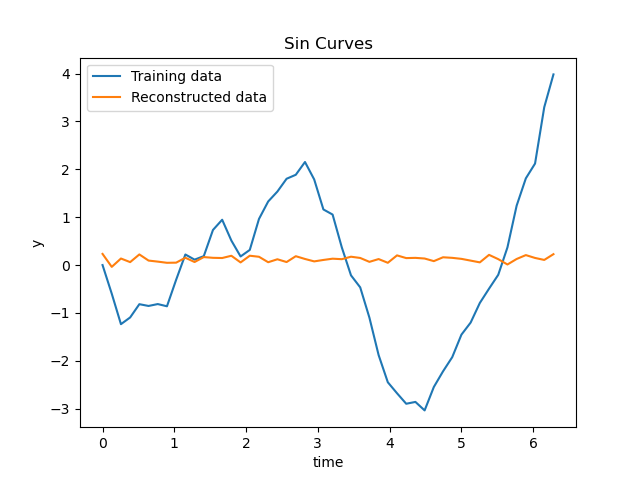 Sin Curves
Training data
Reconstructed data
y
4
3
2
1
0
−1
−2
−3
0 1 2 3 4 5 6
time